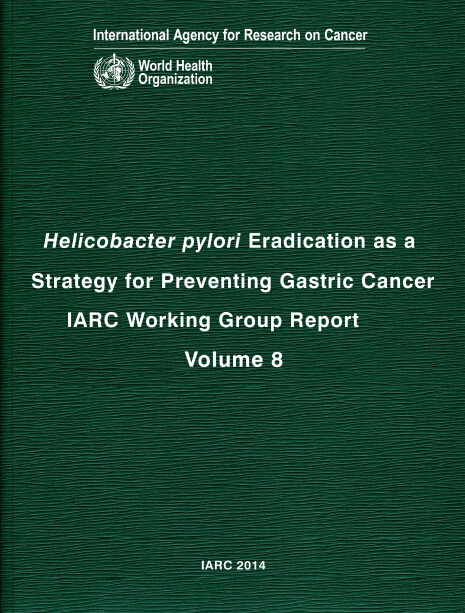 International Agency for Research on Cancer
World Health
Organization
Helicobacter pylori Eradication as a
Strategy for Preventing Gastric Cancer
IARC Working Group Report
Volume 8
IARC 2014